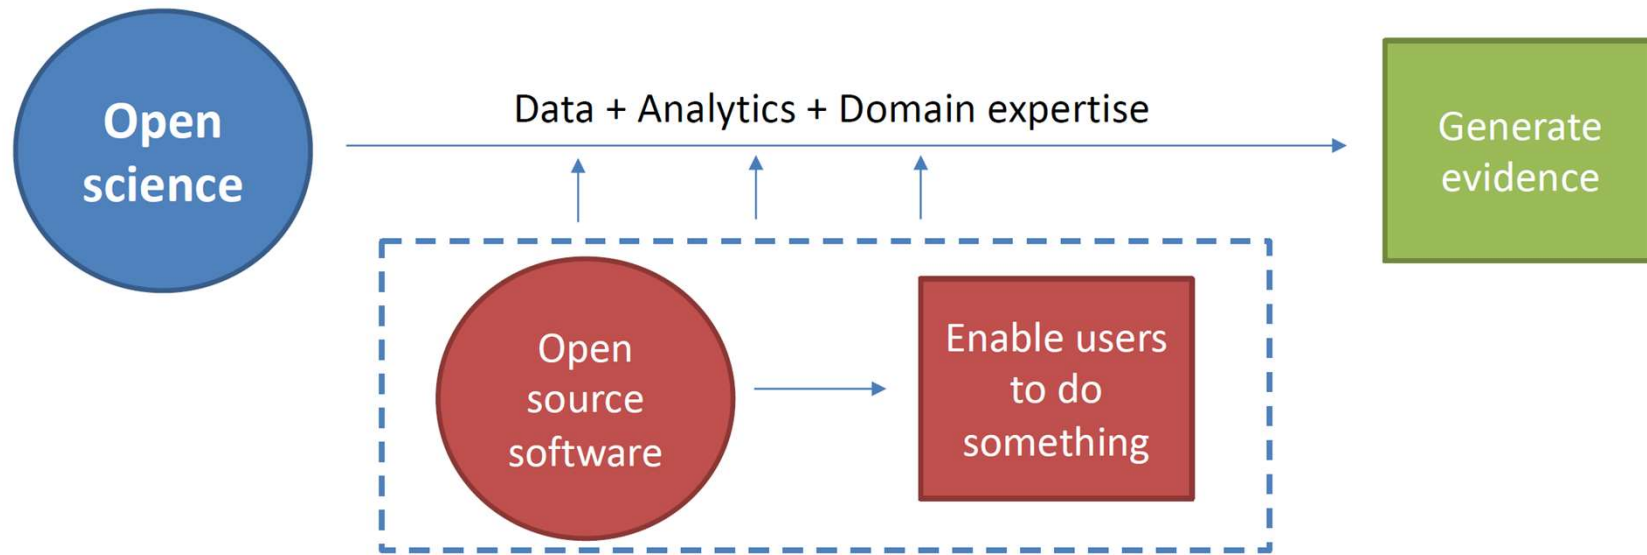 Open
science
Data + Analytics + Domain expertise
Generate
evidence
Open
source
software
Enable users
to do
something